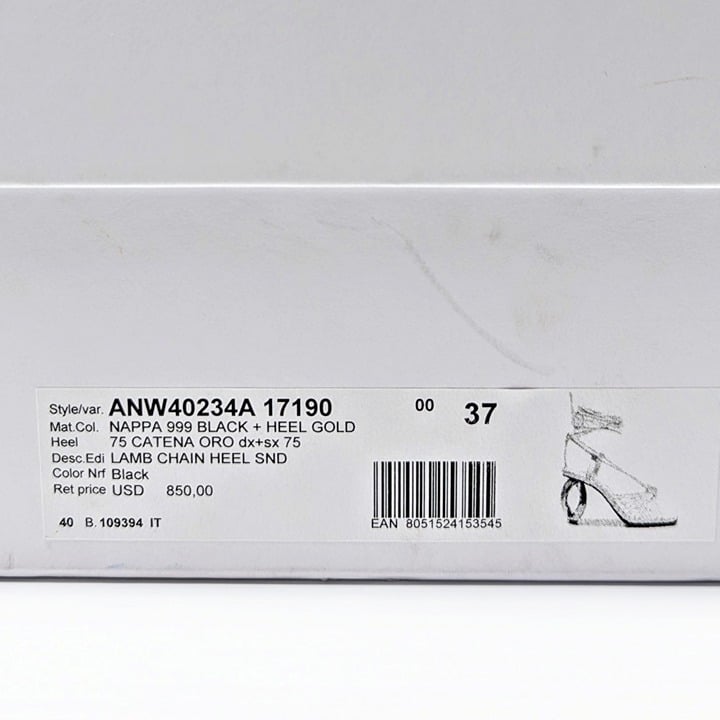 Style/var. ANW40234A 17190 00 37
Mat.Col. NAPPA 999 BLACK + HEEL GOLD
Heel 75 CATENA ORO dx+sx 75
Desc.Edi LAMB CHAIN HEEL SND
Color Nrf Black
Ret price USD 850,00
40 B. 109394 IT
EAN 8051524153545